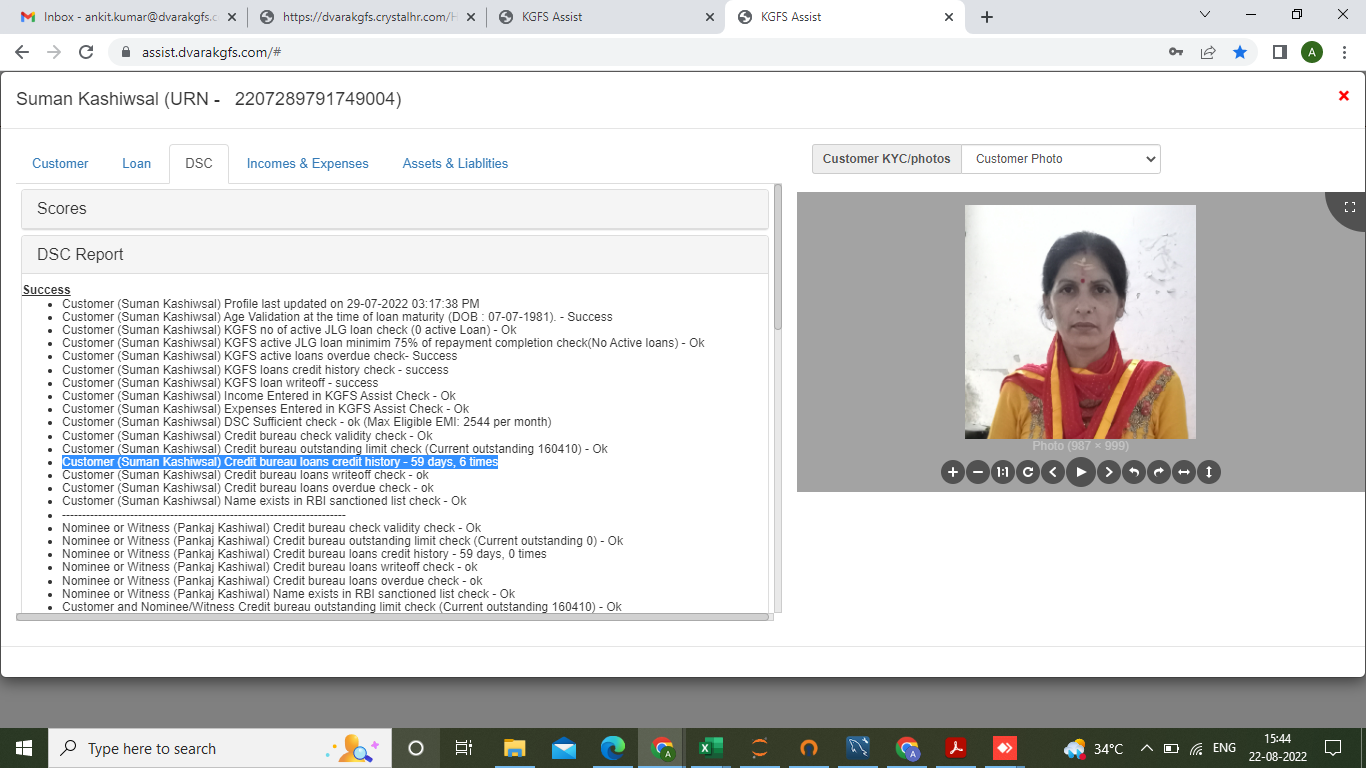 Inbox - ankit.kumar@dvarakgfs.c
https://dvarakgfs.crystalhr.com/H
KGFS Assist
KGFS Assist
assist.dvarakgfs.com/#
A
Suman Kashiwsal (URN - 2207289791749004)
Customer
Loan
DSC
Incomes & Expenses
Assets & Liablities
Customer KYC/photos
Customer Photo
Scores
DSC Report
Success
Customer (Suman Kashiwsal) Profile last updated on 29-07-2022 03:17:38 PM
Customer (Suman Kashiwsal) Age Validation at the time of loan maturity (DOB : 07-07-1981). - Success
Customer (Suman Kashiwsal) KGFS no of active JLG loan check (0 active Loan) - Ok
Customer (Suman Kashiwsal) KGFS active JLG loan minimim 75% of repayment completion check(No Active loans) - Ok
Customer (Suman Kashiwsal) KGFS active loans overdue check- Success
Customer (Suman Kashiwsal) KGFS loans credit history check - success
Customer (Suman Kashiwsal) KGFS loan writeoff - success
Customer (Suman Kashiwsal) Income Entered in KGFS Assist Check - Ok
Customer (Suman Kashiwsal) Expenses Entered in KGFS Assist Check - Ok
Customer (Suman Kashiwsal) DSC Sufficient check - ok (Max Eligible EMI: 2544 per month)
Customer (Suman Kashiwsal) Credit bureau check validity check - Ok
Customer (Suman Kashiwsal) Credit bureau outstanding limit check (Current outstanding 160410) - Ok
Customer (Suman Kashiwsal) Credit bureau loans credit history - 59 days, 6 times
Customer (Suman Kashiwsal) Credit bureau loans writeoff check - ok
Customer (Suman Kashiwsal) Credit bureau loans overdue check - ok
Customer (Suman Kashiwsal) Name exists in RBI sanctioned list check - Ok
-----------------------------------------------------------------------
Nominee or Witness (Pankaj Kashiwal) Credit bureau check validity check - Ok
Nominee or Witness (Pankaj Kashiwal) Credit bureau outstanding limit check (Current outstanding 0) - Ok
Nominee or Witness (Pankaj Kashiwal) Credit bureau loans credit history - 59 days, 0 times
Nominee or Witness (Pankaj Kashiwal) Credit bureau loans writeoff check - ok
Nominee or Witness (Pankaj Kashiwal) Credit bureau loans overdue check - ok
Nominee or Witness (Pankaj Kashiwal) Name exists in RBI sanctioned list check - Ok
Customer and Nominee/Witness Credit bureau outstanding limit check (Current outstanding 160410) - Ok
Photo (987 × 999)
1:1
Type here to search
34°C
ENG
15:44
22-08-2022